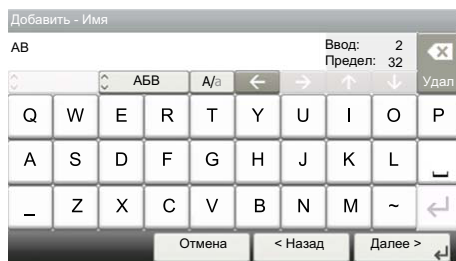 Добавить - Имя
AB
Ввод: 2
Предел: 32
Удал
АБВ A/a
Q W E R T Y U I O P
A S D F G H J K L
_ Z X C V B N M ~
Отмена < Назад Далее >